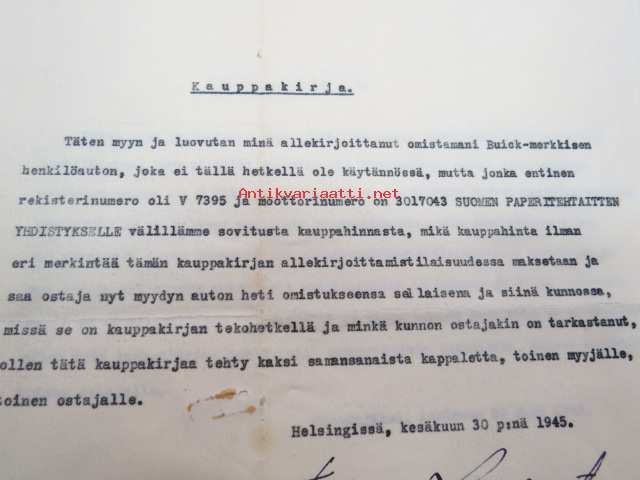 Kauppakirja.
Täten myyn ja luovutan minä allekirjoittanut omistamani Buick-merkkisen
henkilöauton, joka ei tällä hetkellä ole käytännössä, mutta jonka entinen
Antikvariaatti.net
rekisterinumero oli V 7395 ja moottorinumero on 3017043 SUOMEN PAPERITEHTAITTEN
YHDISTYKSELLE välillämme sovitusta kauppahinnasta, mikä kauppahinta ilman
eri merkintää tämän kauppakirjan allekirjoittamistilaisuudessa maksetaan ja
saa ostaja nyt myydyn auton heti omistukseensa sellaisena ja siinä kunnossa,
missä se on kauppakirjan tekohetkellä ja minkä kunnon ostajakin on tarkastanut,
ollen tätä kauppakirjaa tehty kaksi samansanaista kappaletta, toinen myyjälle,
toinen ostajalle.
Helsingissä, kesäkuun 30 p:nä 1945.